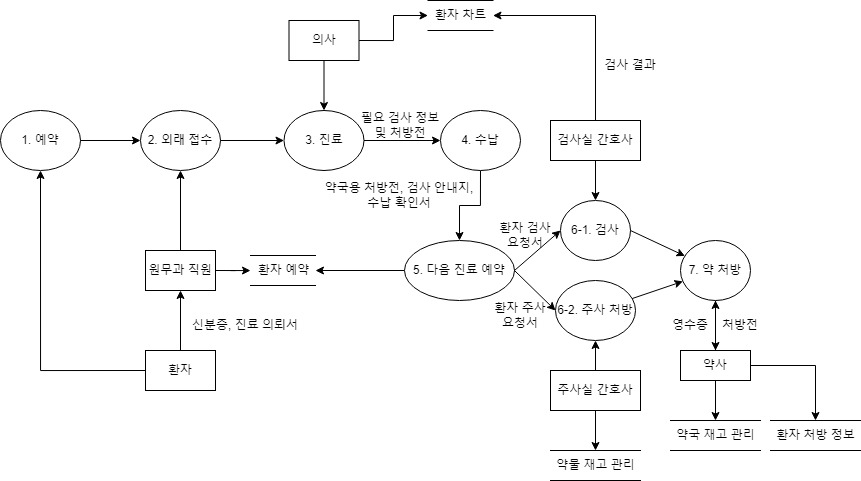 환자 차트
의사
검사 결과
1. 예약
2. 외래 접수
3. 진료
필요 검사 정보
및 처방전
4. 수납
검사실 간호사
약국용 처방전, 검사 안내지,
수납 확인서
원무과 직원
환자 예약
5. 다음 진료 예약
환자 검사
요청서
6-1. 검사
7. 약 처방
환자 주사
요청서
6-2. 주사 처방
신분증, 진료 의뢰서
영수증
처방전
환자
주사실 간호사
약사
약국 재고 관리
환자 처방 정보
약물 재고 관리